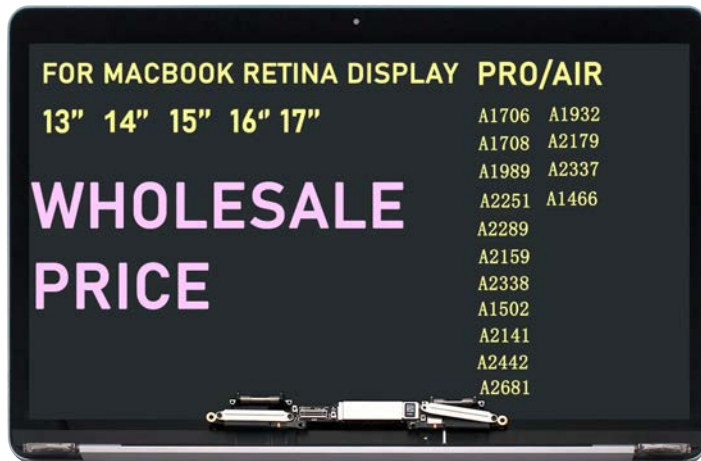 FOR MACBOOK RETINA DISPLAY
13” 14” 15” 16” 17”
WHOLESALE
PRICE
PRO/AIR
A1706 A1932
A1708 A2179
A1989 A2337
A2251 A1466
A2289
A2159
A2338
A1502
A2141
A2442
A2681